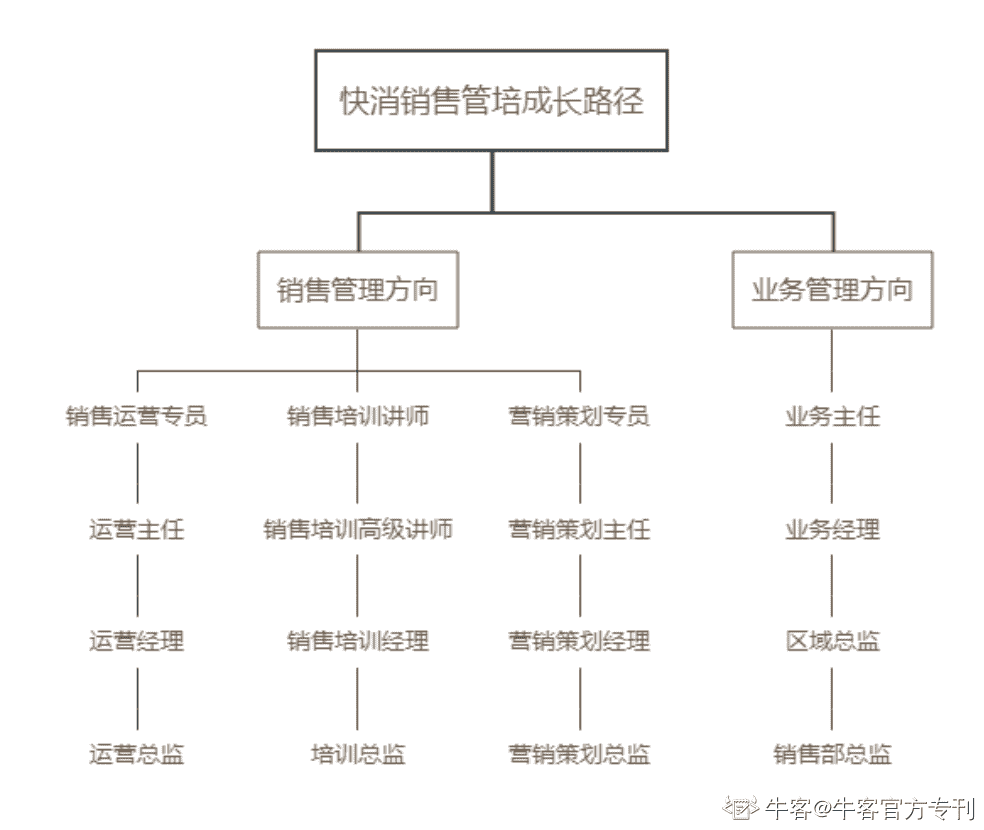 快消销售管培成长路径
销售管理方向
业务管理方向
销售运营专员
销售培训讲师
营销策划专员
业务主任
运营主任
销售培训高级讲师
营销策划主任
业务经理
运营经理
销售培训经理
营销策划经理
区域总监
运营总监
培训总监
营销策划总监
销售部总监
牛客@牛客官方专刊